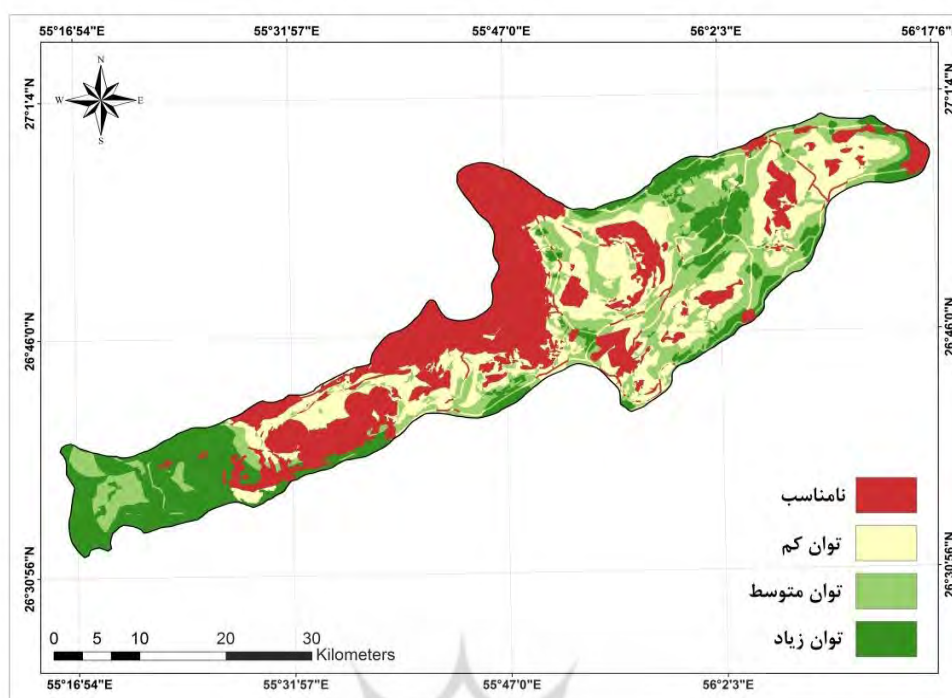 55°16'54"E 55°31'57"E 55°47'0"E 56°2'3"E 56°17'6"E
N
W E
S
27°1'4"N 27°1'4"N
26°46'0"N 26°46'0"N
26°30'56"N 26°30'56"N
نامناسب
توان کم
توان متوسط
توان زیاد
0 5 10 20 30
Kilometers
55°16'54"E 55°31'57"E 55°47'0"E 56°2'3"E